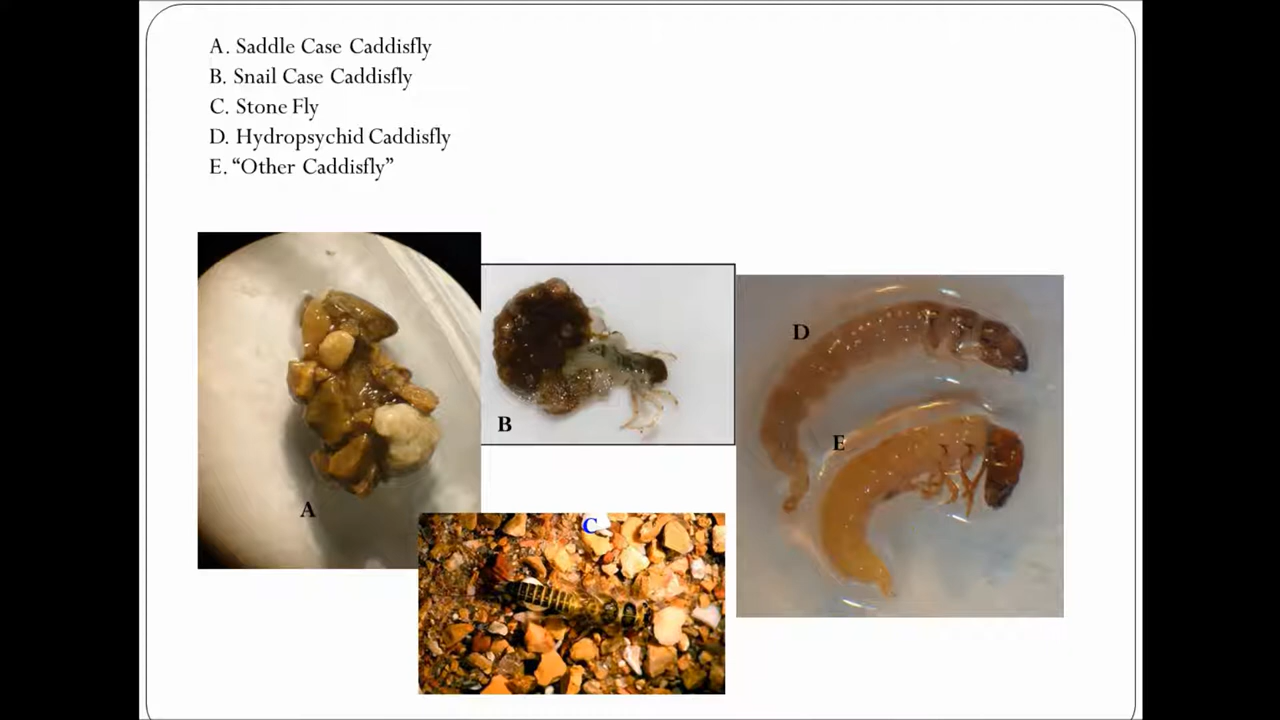 A. Saddle Case Caddisfly
B. Snail Case Caddisfly
C. Stone Fly
D. Hydropsychid Caddisfly
E. “Other Caddisfly”
D
B
E
A
C